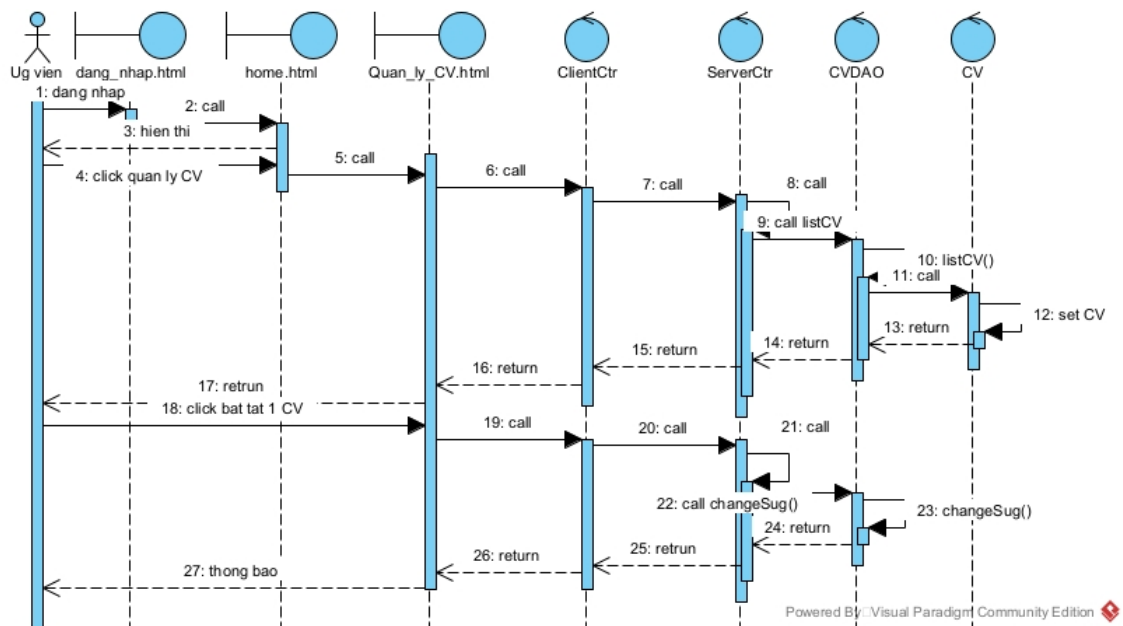 Ug vien
dang_nhap.html
home.html
Quan_ly_CV.html
ClientCtr
ServerCtr
CVDAO
CV
1: dang nhap
2: call
3: hien thi
4: click quan ly CV
5: call
6: call
7: call
8: call
9: call listCV
10: listCV()
11: call
12: set CV
13: return
14: return
15: return
16: return
17: retrun
18: click bat tat 1 CV
19: call
20: call
21: call
22: call changeSug()
23: changeSug()
24: return
25: retrun
26: return
27: thong bao
Powered By Visual Paradigm Community Edition